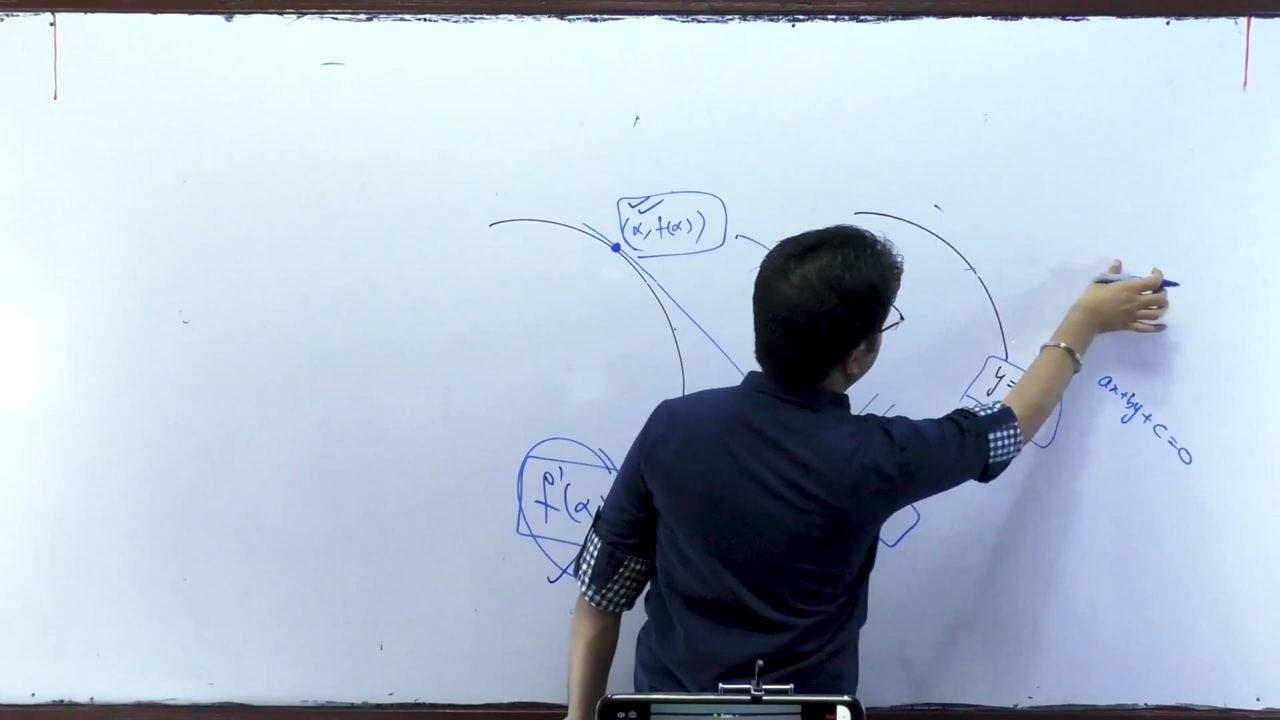 (α, f(α))
y=
ax+by+c=0
f'(α)